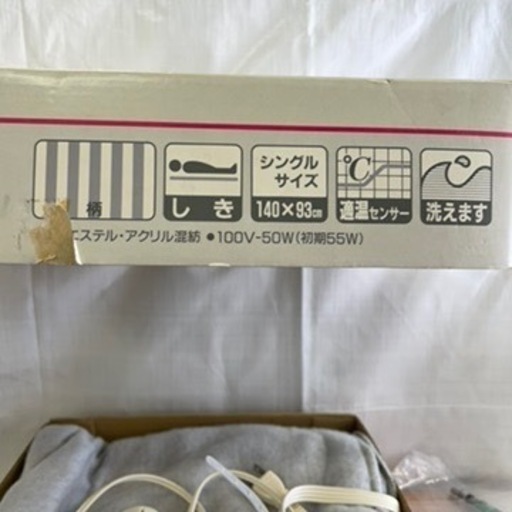 柄
しき
シングル
サイズ
140×93cm
℃
適温センサー
洗えます
エステル・アクリル混紡 ●100V-50W(初期55W)